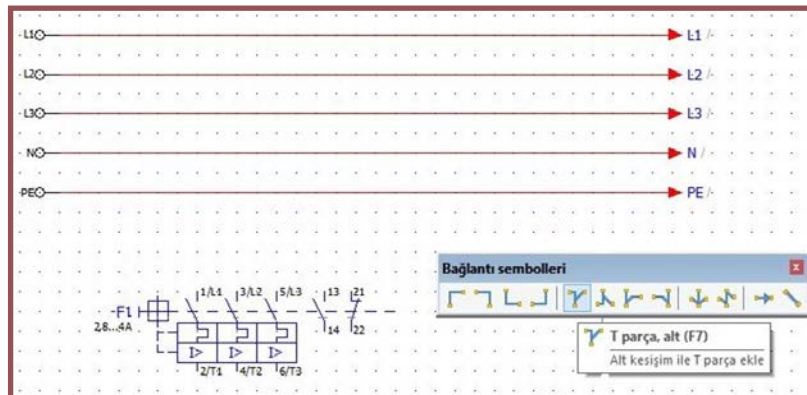 L1
L1 /
L2
L2 /
L3
L3 /
N
N /
PE
PE /
1/L1 3/L2 5/L3 13 21
-F1
2,8...4A
14 22
I> I> I>
2/T1 4/T2 6/T3
Bağlantı sembolleri
T parça, alt (F7)
Alt kesişim ile T parça ekle